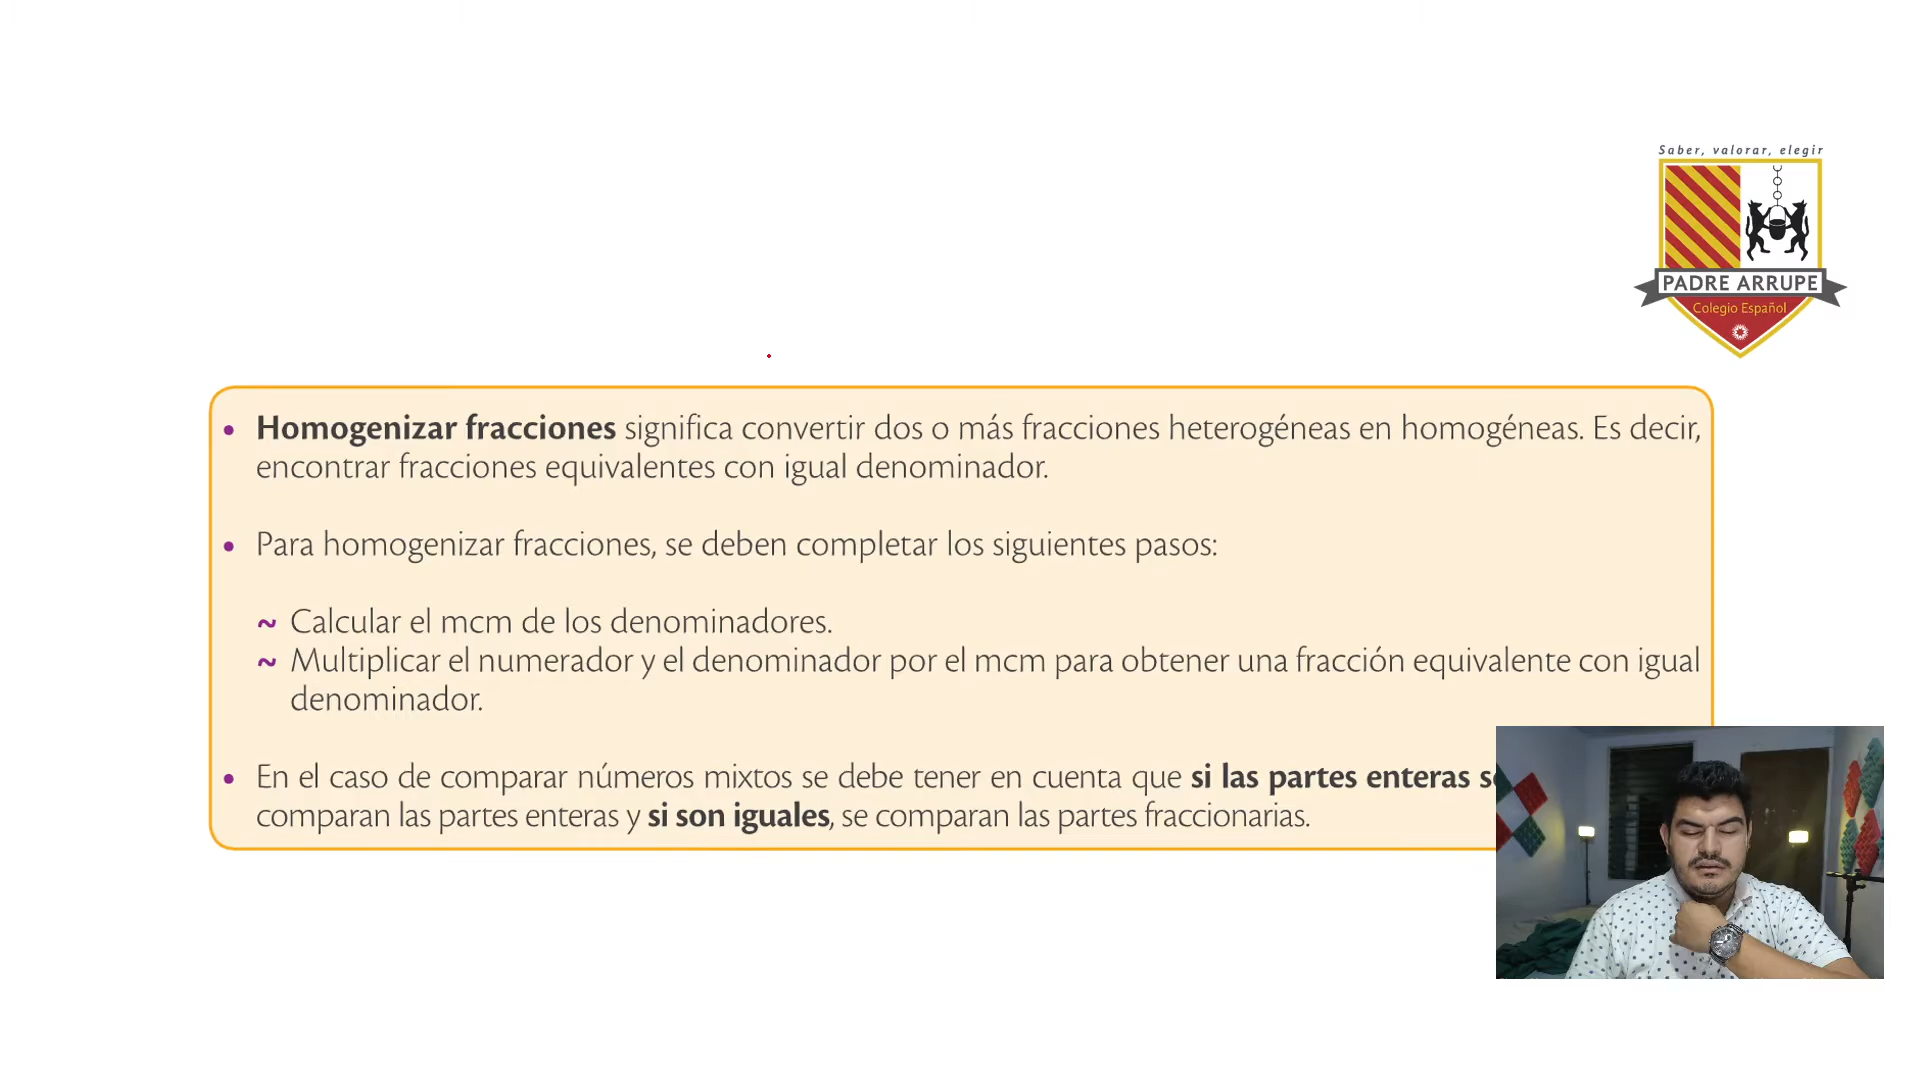 Saber, valorar, elegir
PADRE ARRUPE
Colegio Español
• Homogenizar fracciones significa convertir dos o más fracciones heterogéneas en homogéneas. Es decir,
encontrar fracciones equivalentes con igual denominador.
• Para homogenizar fracciones, se deben completar los siguientes pasos:
~ Calcular el mcm de los denominadores.
~ Multiplicar el numerador y el denominador por el mcm para obtener una fracción equivalente con igual
denominador.
• En el caso de comparar números mixtos se debe tener en cuenta que si las partes enteras
comparan las partes enteras y si son iguales, se comparan las partes fraccionarias.